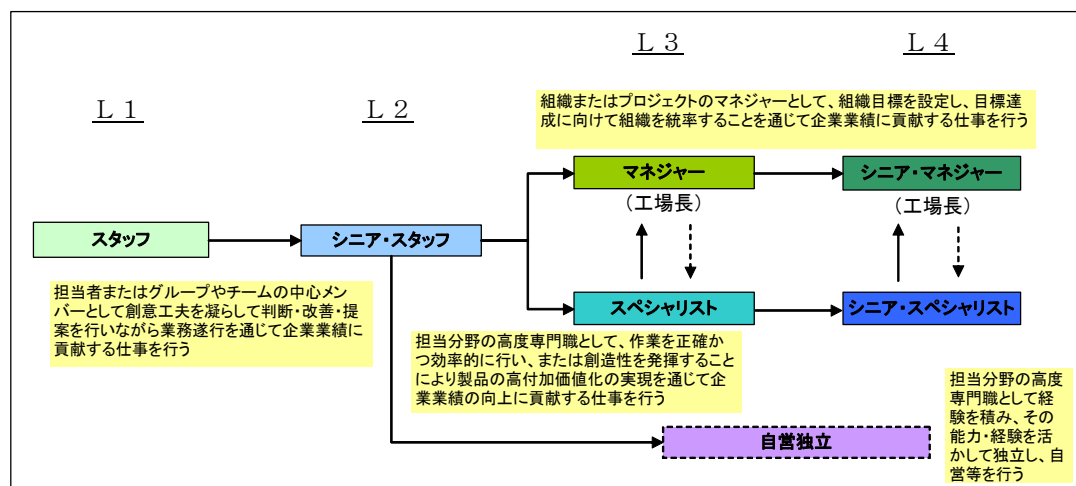 L3
L4
組織またはプロジェクトのマネジャーとして、組織目標を設定し、目標達
成に向けて組織を統率することを通じて企業業績に貢献する仕事を行う
L1
L2
マネジャー
シニア・マネジャー
(工場長)
(工場長)
スタッフ
シニア・スタッフ
担当者またはグループやチームの中心メン
バーとして創意工夫を凝らして判断・改善・提
案を行いながら業務遂行を通じて企業業績に
貢献する仕事を行う
スペシャリスト
シニア・スペシャリスト
担当分野の高度専門職として、作業を正確か
つ効率的に行い、または創造性を発揮すること
により製品の高付加価値化の実現を通じて企
業業績の向上に貢献する仕事を行う
担当分野の高度
専門職として経
験を積み、その
能力・経験を活
かして独立し、自
営等を行う
自営独立